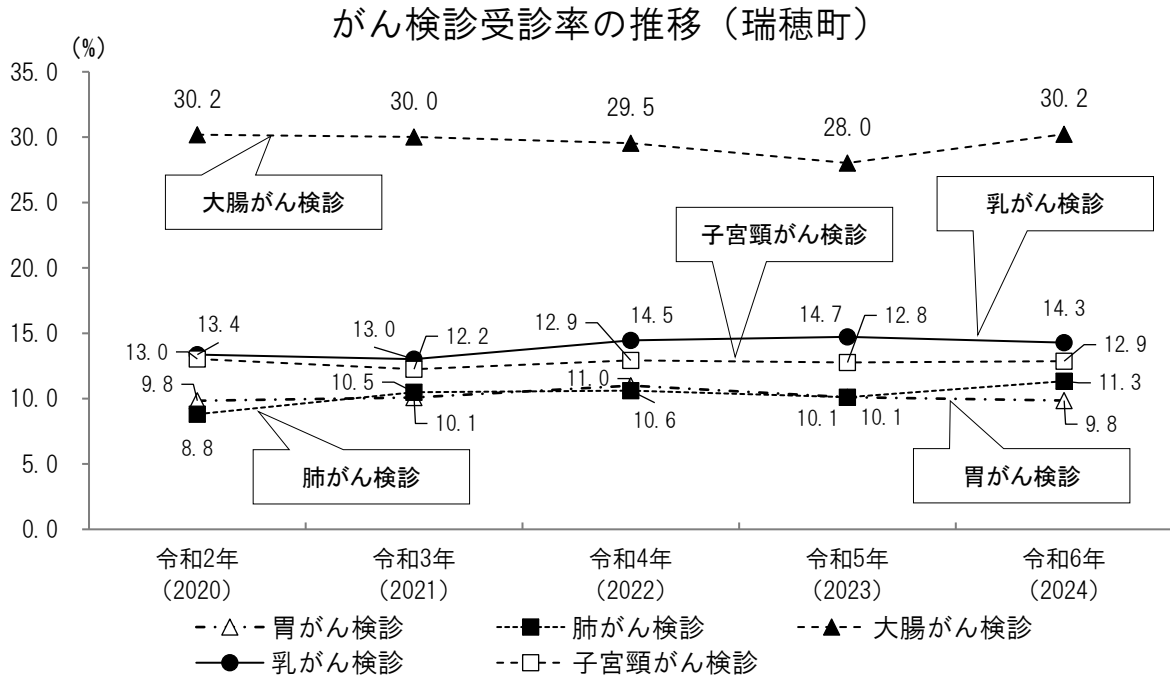 がん検診受診率の推移（瑞穂町）
(%)
35.0
30.0
25.0
20.0
15.0
10.0
5.0
0.0
30.2
30.0
29.5
28.0
30.2
大腸がん検診
子宮頸がん検診
乳がん検診
13.4
13.0
13.0
12.2
12.9
14.5
14.7
12.8
14.3
12.9
9.8
8.8
10.5
10.1
11.0
10.6
10.1
10.1
11.3
9.8
肺がん検診
胃がん検診
令和2年
(2020)
令和3年
(2021)
令和4年
(2022)
令和5年
(2023)
令和6年
(2024)
胃がん検診
肺がん検診
大腸がん検診
乳がん検診
子宮頸がん検診